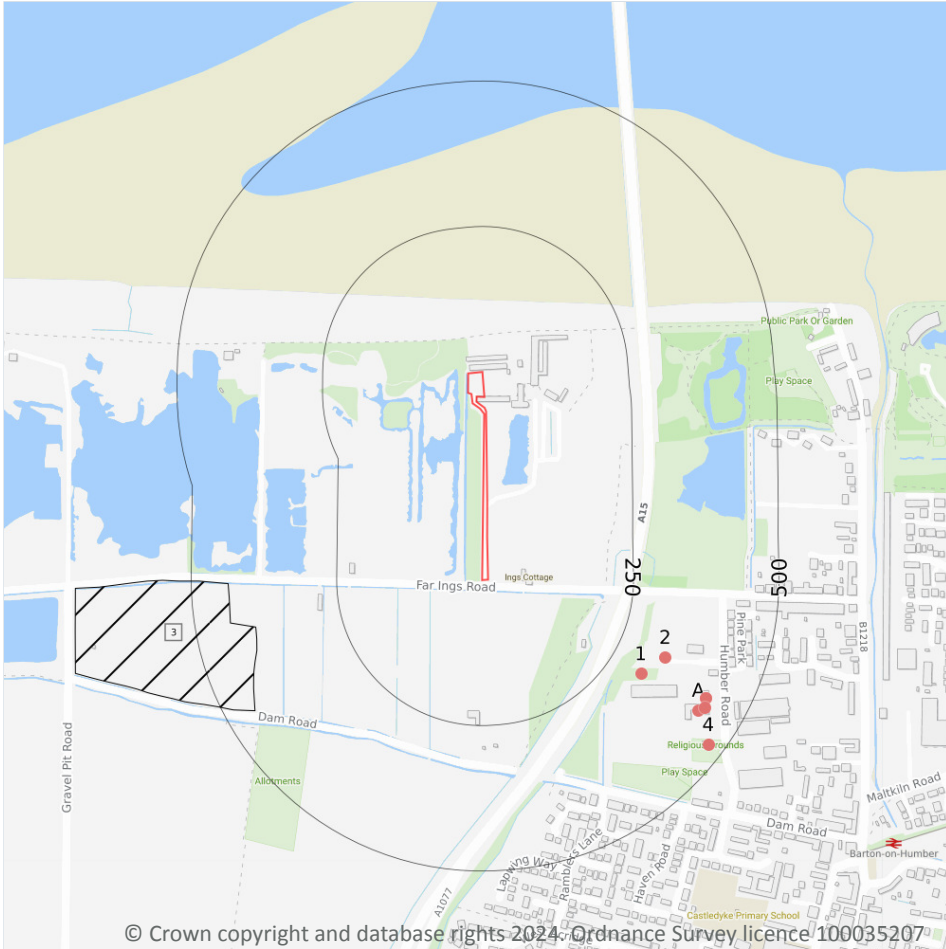 Public Park Or Garden
Play Space
A15
Ings Cottage
Far Ings Road
250
500
Pine Park
B1218
Humber Road
3
2
1
A
4
Religious Grounds
Play Space
Dam Road
Gravel Pit Road
Allotments
Maltkiln Road
Dam Road
Barton-on-Humber
Lapwing Way
Ramblers Lane
Haven Road
A1077
Castledyke Primary School
© Crown copyright and database rights 2024. Ordnance Survey licence 100035207